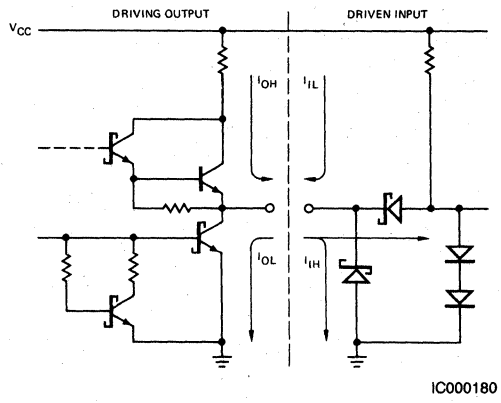 DRIVING OUTPUT
DRIVEN INPUT
VCC
IOH
IIL
IOL
IIH
IC000180